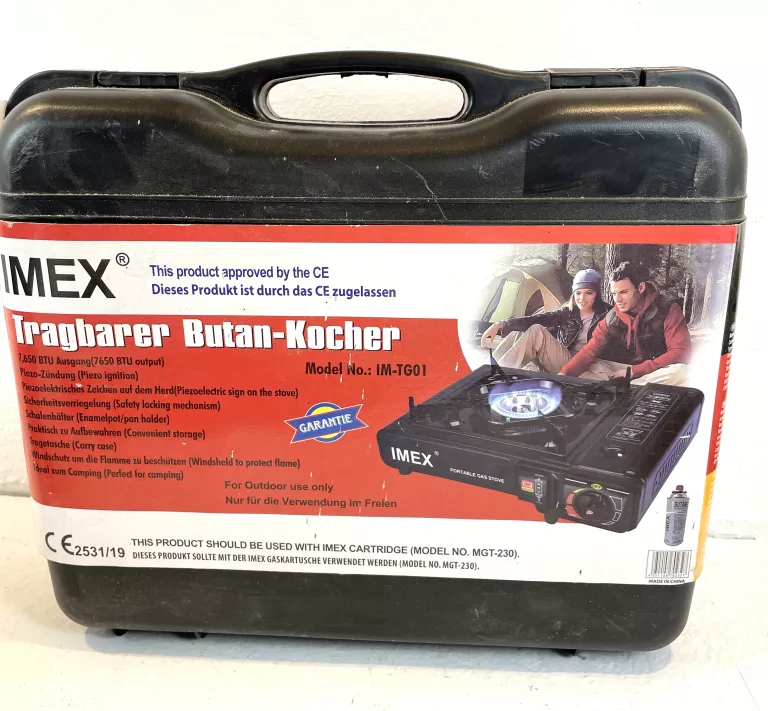 IMEX®
This product approved by the CE
Dieses Produkt ist durch das CE zugelassen
Tragbarer Butan-Kocher
7,650 BTU Ausgang(7650 BTU output)
Piezo-Zündung (Piezo ignition)
Piezoelektrisches Zeichen auf dem Herd(Piezoelectric sign on the stove)
Sicherheitsverriegelung (Safety locking mechanism)
Schalenhälter (Enamelpot/pan holder)
Praktisch zu Aufbewahren (Convenient storage)
Tragetasche (Carry case)
Windschutz um die Flamme zu beschützen (Windsheld to protect flame)
Ideal zum Camping (Perfect for camping)
Model No.: IM-TG01
GARANTIE
For Outdoor use only
Nur für die Verwendung im Freien
IMEX®
PORTABLE GAS STOVE
BUTANE
IMEX
CE2531/19
THIS PRODUCT SHOULD BE USED WITH IMEX CARTRIDGE (MODEL NO. MGT-230).
DIESES PRODUKT SOLLTE MIT DER IMEX GASKARTUSCHE VERWENDET WERDEN (MODEL NO. MGT-230).
MADE IN CHINA